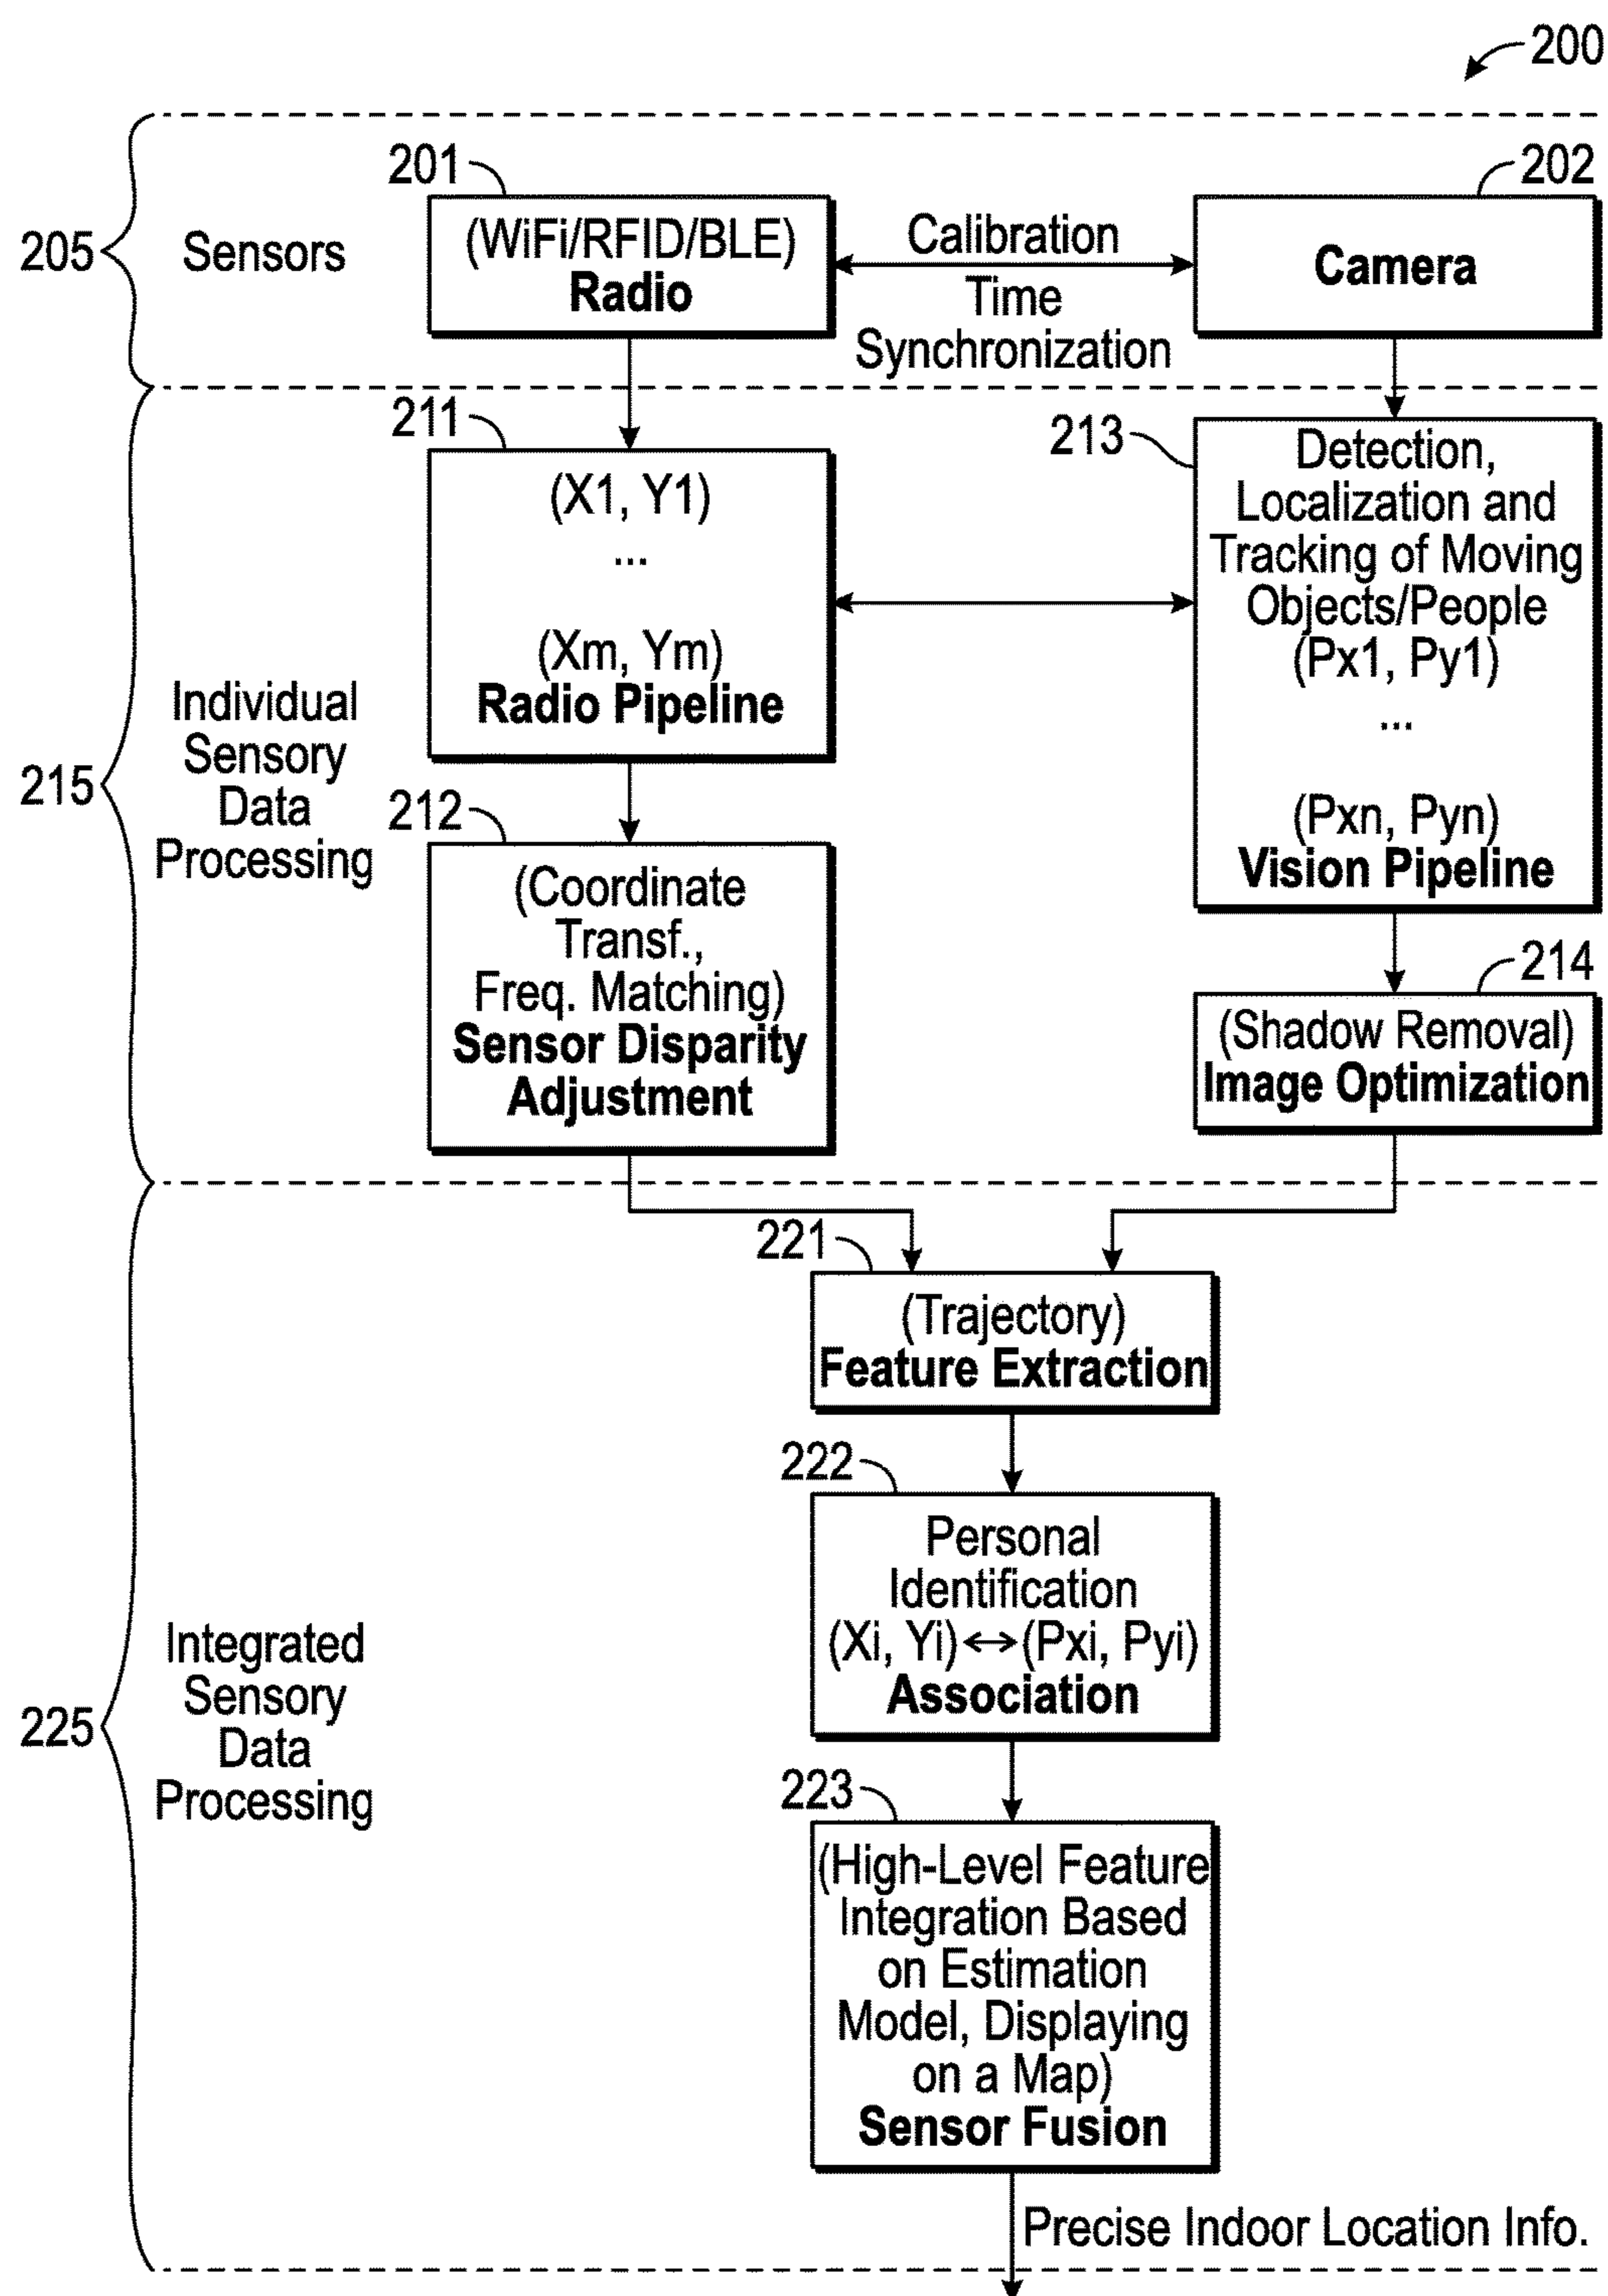 200
201
202
205
Sensors
(WiFi/RFID/BLE)
Radio
Calibration
Time
Synchronization
Camera
211
213
(X1, Y1)
...
(Xm, Ym)
Radio Pipeline
Detection,
Localization and
Tracking of Moving
Objects/People
(Px1, Py1)
...
(Pxn, Pyn)
Vision Pipeline
215
Individual
Sensory
Data
Processing
212
(Coordinate
Transf.,
Freq. Matching)
Sensor Disparity
Adjustment
214
(Shadow Removal)
Image Optimization
221
(Trajectory)
Feature Extraction
222
Personal
Identification
(Xi, Yi)↔(Pxi, Pyi)
Association
225
Integrated
Sensory
Data
Processing
223
(High-Level Feature
Integration Based
on Estimation
Model, Displaying
on a Map)
Sensor Fusion
Precise Indoor Location Info.